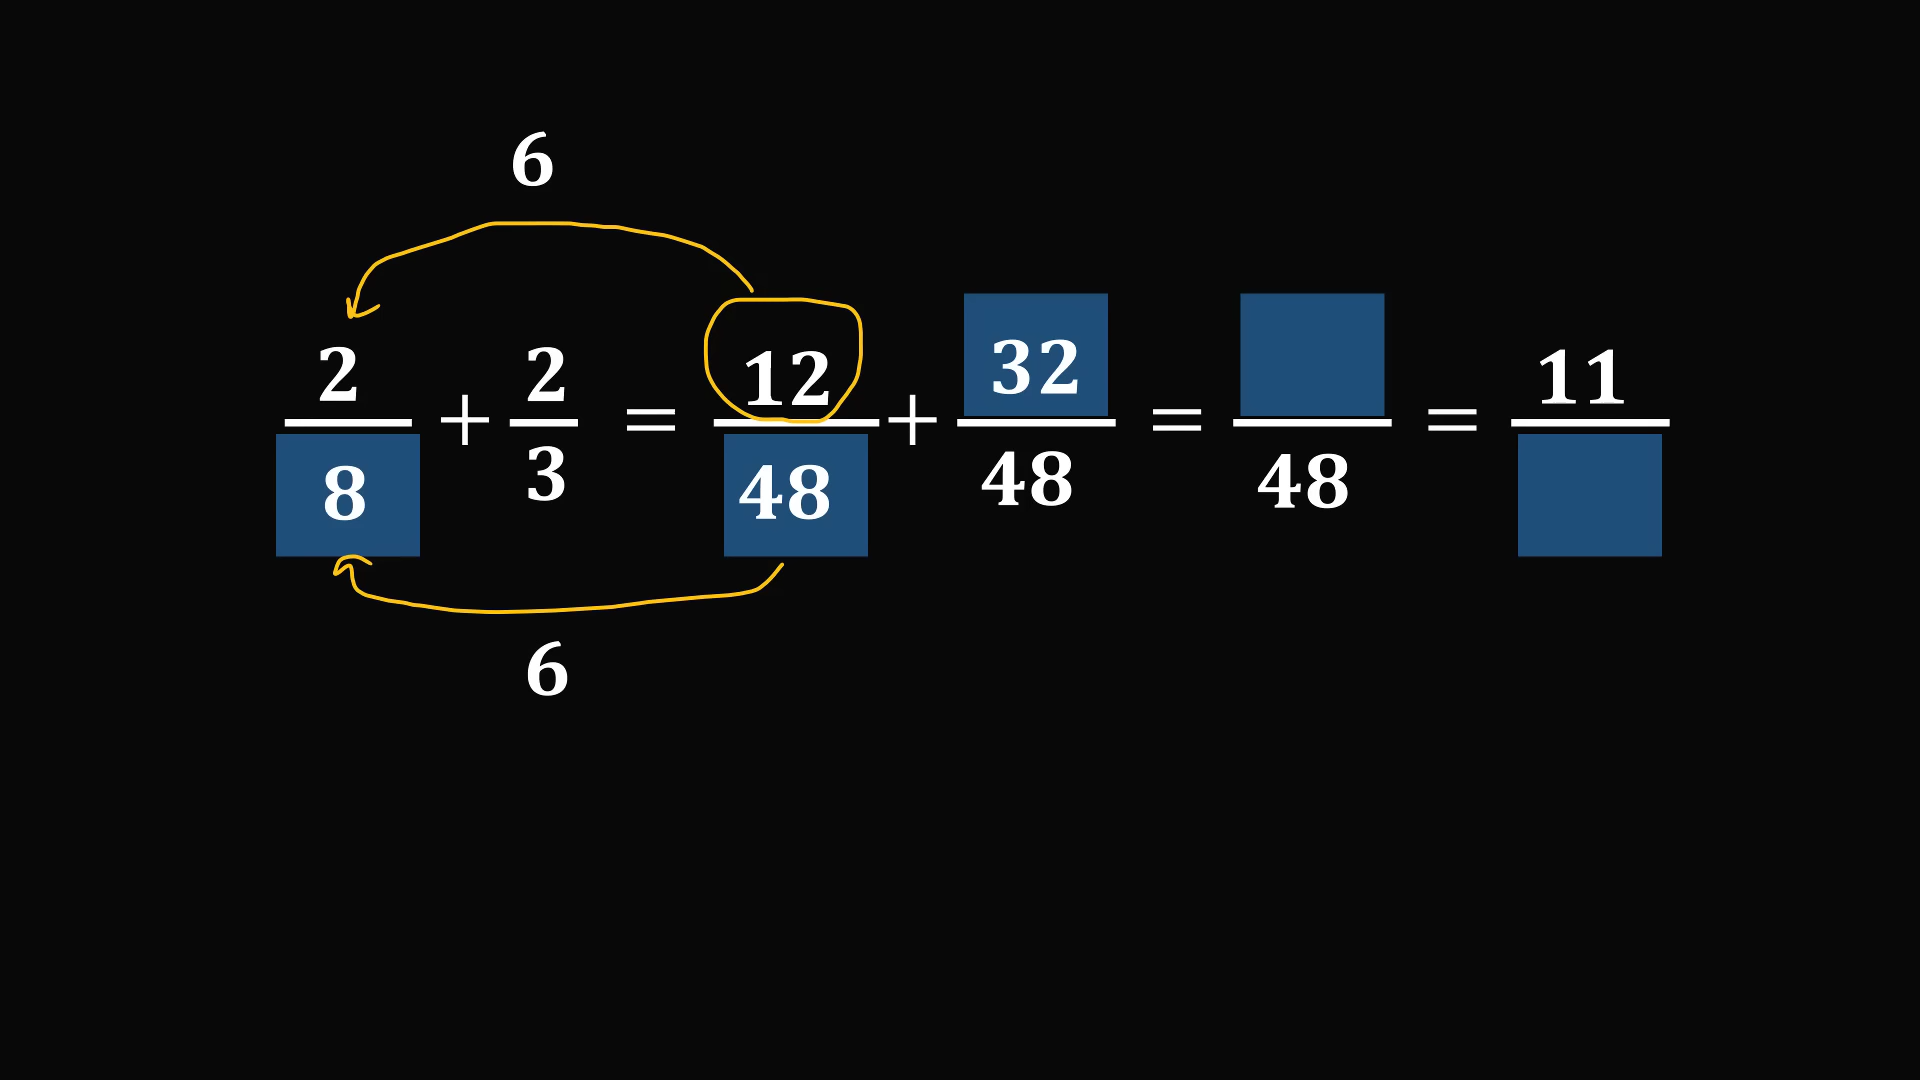 6
2/8 + 2/3 = 12/48 + 32/48 = /48 = 11/
6